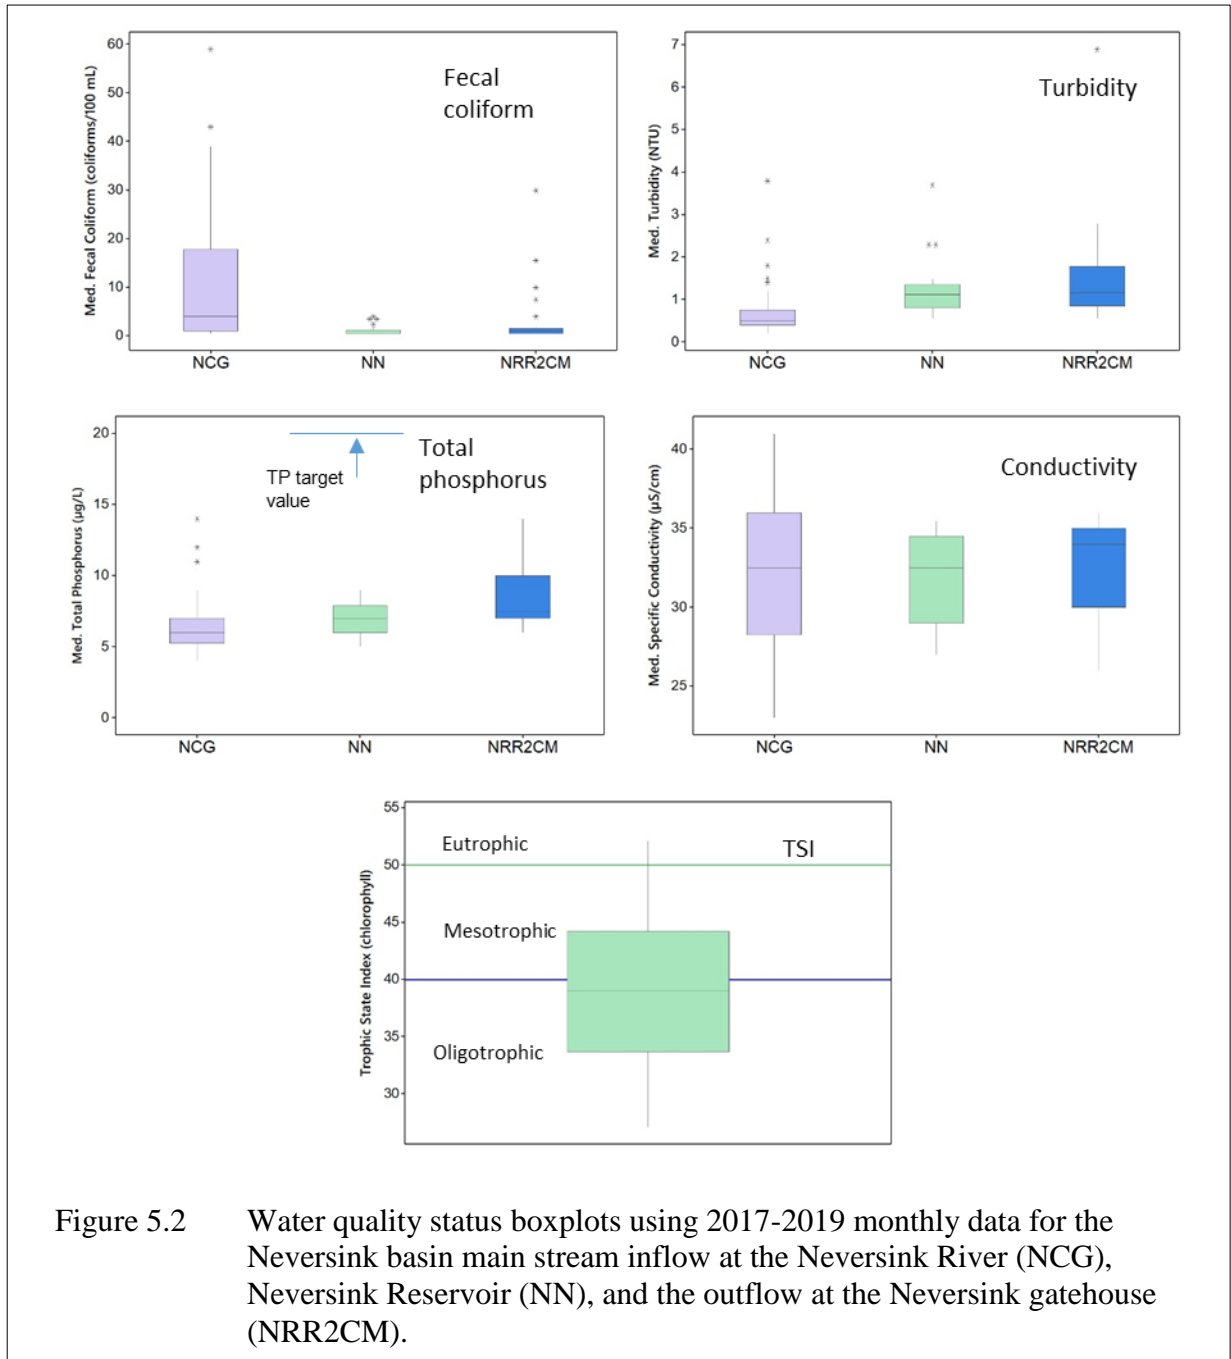 Fecal
coliform
Med. Fecal Coliform (coliforms/100 mL)
60
50
40
30
20
10
0
NCG NN NRR2CM
Turbidity
Med. Turbidity (NTU)
7
6
5
4
3
2
1
0
NCG NN NRR2CM
Total
phosphorus
TP target
value
Med. Total Phosphorus (µg/L)
20
15
10
5
0
NCG NN NRR2CM
Conductivity
Med. Specific Conductivity (µS/cm)
40
35
30
25
NCG NN NRR2CM
Trophic State Index (chlorophyll)
55
50
45
40
35
30
Eutrophic
TSI
Mesotrophic
Oligotrophic
Figure 5.2 Water quality status boxplots using 2017-2019 monthly data for the
Neversink basin main stream inflow at the Neversink River (NCG),
Neversink Reservoir (NN), and the outflow at the Neversink gatehouse
(NRR2CM).